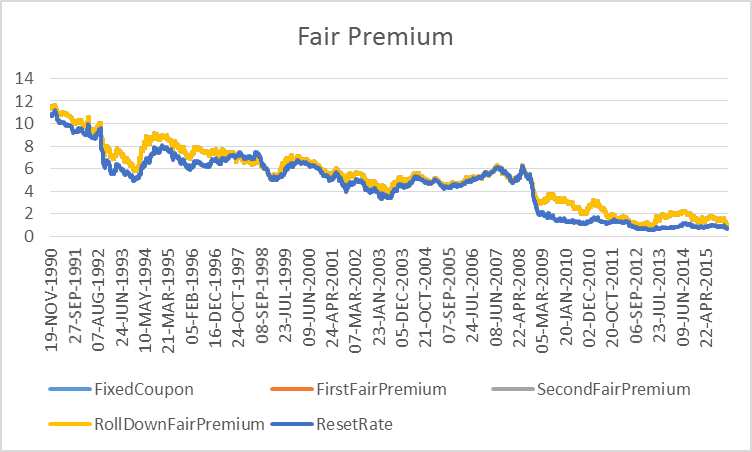 Fair Premium
14
12
10
8
6
4
2
0
19-NOV-1990
27-SEP-1991
07-AUG-1992
24-JUN-1993
10-MAY-1994
21-MAR-1995
05-FEB-1996
16-DEC-1996
24-OCT-1997
08-SEP-1998
23-JUL-1999
09-JUN-2000
24-APR-2001
08-MAR-2002
23-JAN-2003
05-DEC-2003
21-OCT-2004
07-SEP-2005
24-JUL-2006
08-JUN-2007
22-APR-2008
05-MAR-2009
20-JAN-2010
02-DEC-2010
20-OCT-2011
06-SEP-2012
23-JUL-2013
09-JUN-2014
22-APR-2015
FixedCoupon FirstFairPremium SecondFairPremium
RollDownFairPremium ResetRate